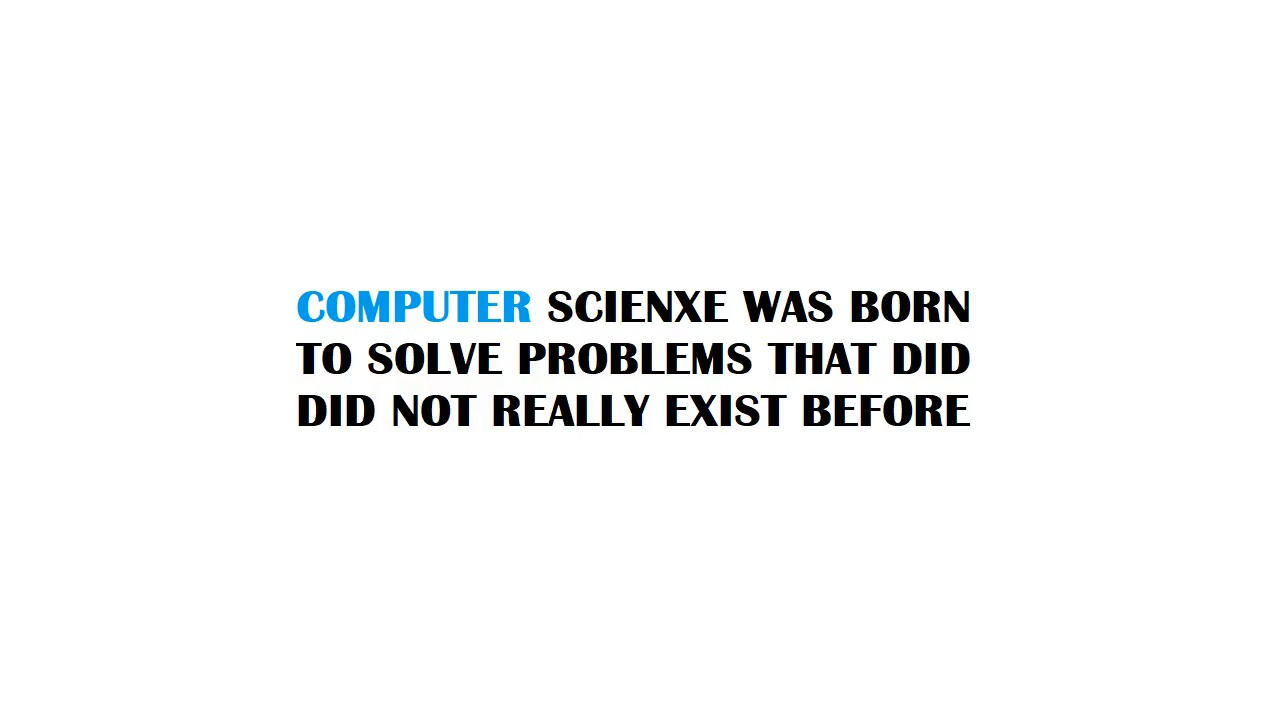 COMPUTER SCIENXE WAS BORN
TO SOLVE PROBLEMS THAT DID
DID NOT REALLY EXIST BEFORE